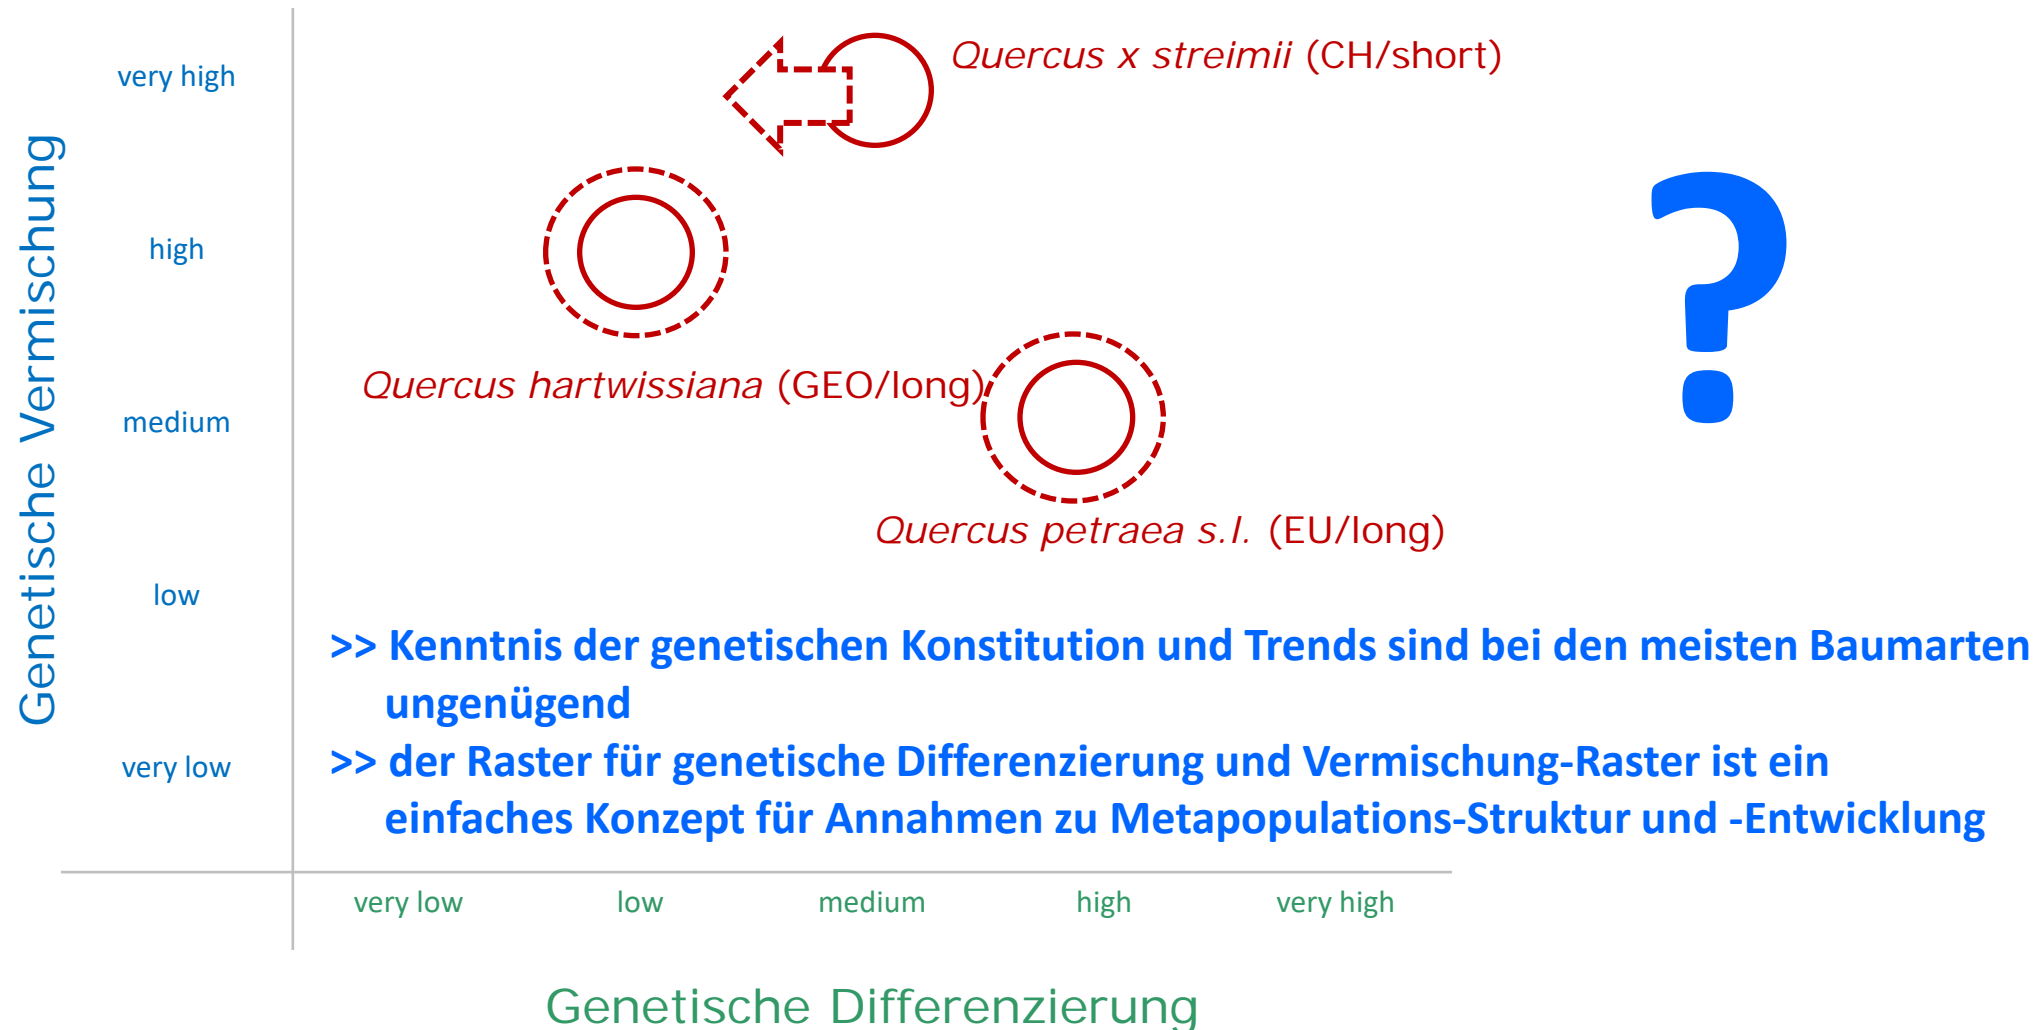 Genetische Vermischung
very high
high
medium
low
very low
Quercus x streimii (CH/short)
Quercus hartwissiana (GEO/long)
Quercus petraea s.l. (EU/long)
?
>> Kenntnis der genetischen Konstitution und Trends sind bei den meisten Baumarten
ungenügend
>> der Raster für genetische Differenzierung und Vermischung-Raster ist ein
einfaches Konzept für Annahmen zu Metapopulations-Struktur und -Entwicklung
very low low medium high very high
Genetische Differenzierung